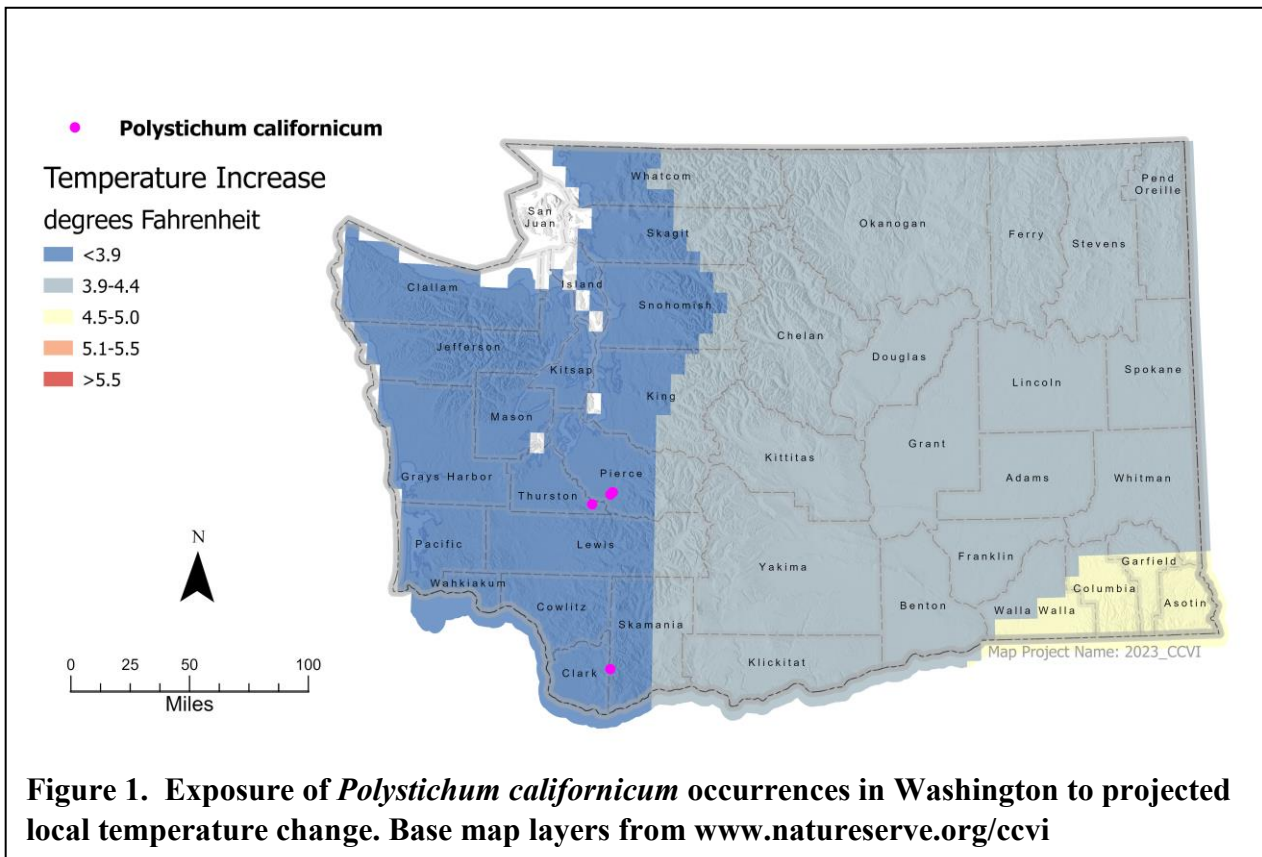 Polystichum californicum
Temperature Increase
degrees Fahrenheit
<3.9
3.9-4.4
4.5-5.0
5.1-5.5
>5.5
Whatcom
Pend
Oreille
San
Juan
Okanogan
Ferry
Stevens
Skagit
Clallam
Island
Snohomish
Chelan
Jefferson
Douglas
Kitsap
Lincoln
Spokane
King
Mason
Grant
Kittitas
Grays Harbor
Pierce
Adams
Whitman
Thurston
Pacific
Lewis
Franklin
Garfield
Yakima
Wahkiakum
Columbia
Cowlitz
Benton
Walla Walla
Asotin
Skamania
Clark
Klickitat
N
0 25 50 100
Miles
Map Project Name: 2023_CCVI
Figure 1. Exposure of Polystichum californicum occurrences in Washington to projected
local temperature change. Base map layers from www.natureserve.org/ccvi